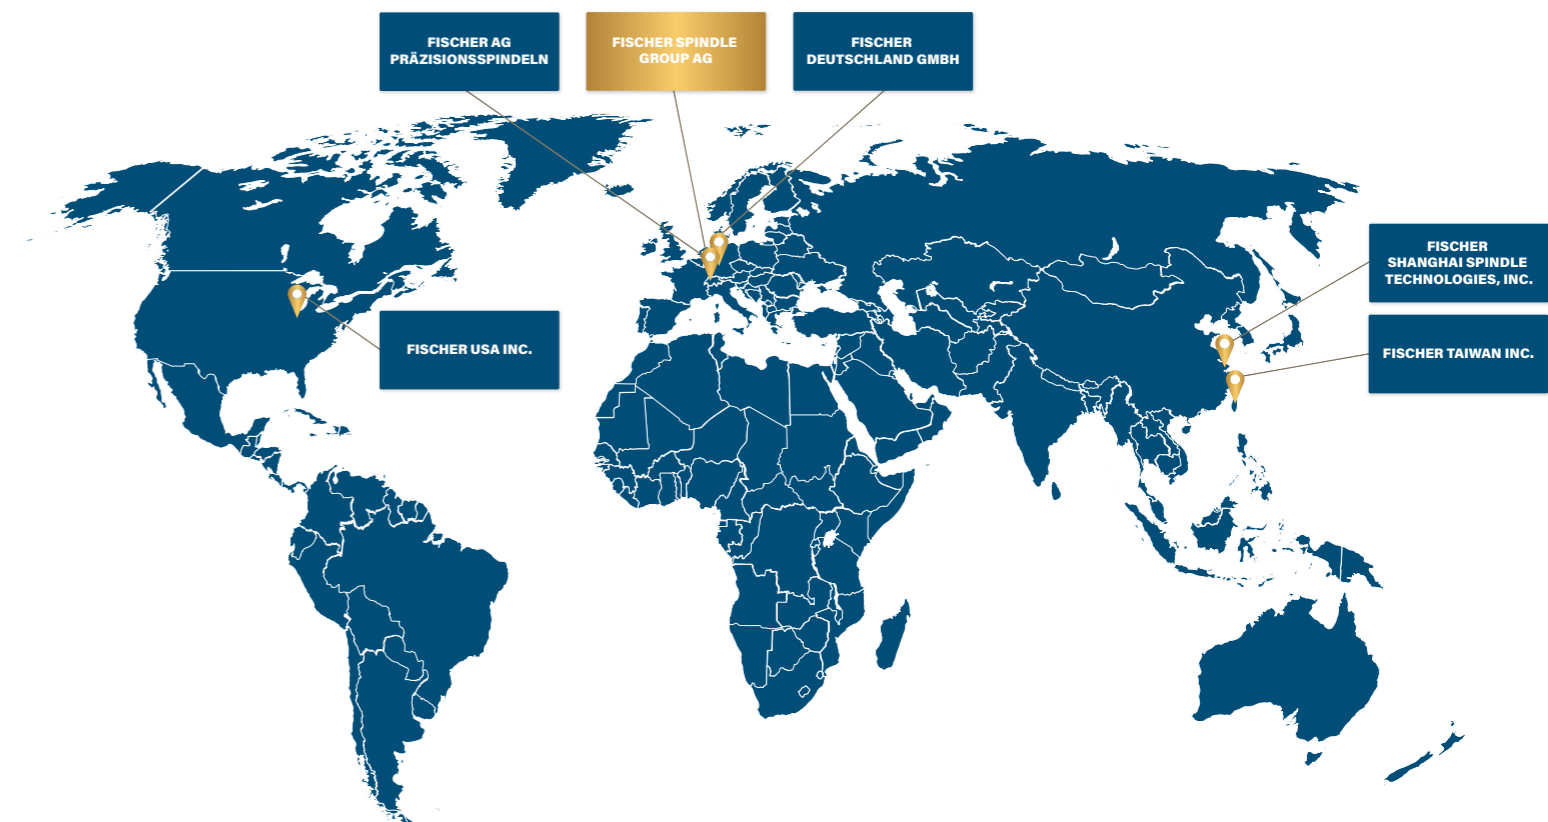 FISCHER AG
PRÄZISIONSSPINDELN
FISCHER SPINDLE
GROUP AG
FISCHER
DEUTSCHLAND GMBH
FISCHER
SHANGHAI SPINDLE
TECHNOLOGIES, INC.
FISCHER TAIWAN INC.
FISCHER USA INC.